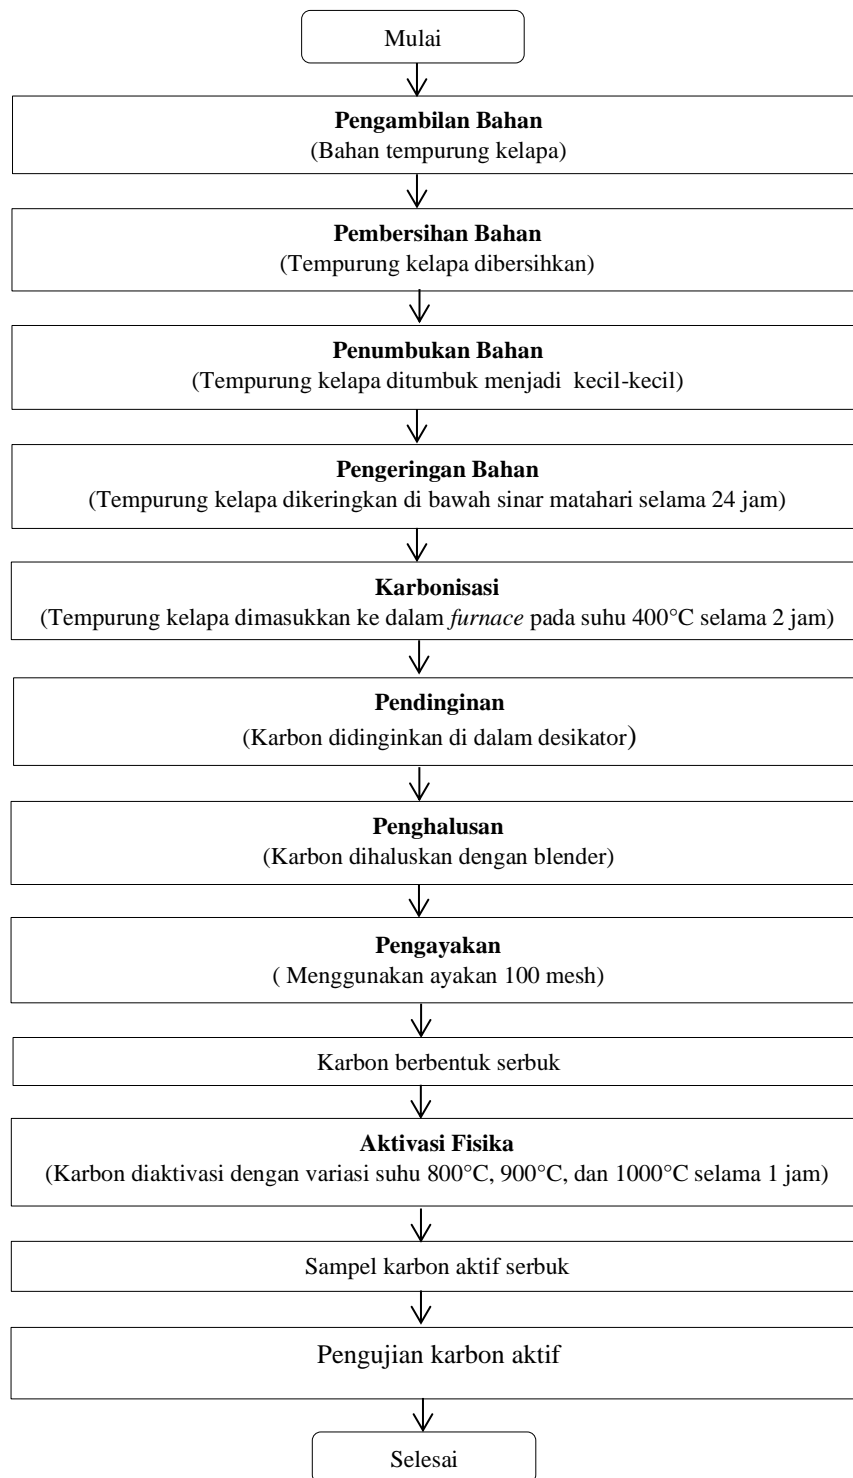 Mulai
Pengambilan Bahan
(Bahan tempurung kelapa)
Pembersihan Bahan
(Tempurung kelapa dibersihkan)
Penumbukan Bahan
(Tempurung kelapa ditumbuk menjadi  kecil-kecil)
Pengeringan Bahan
(Tempurung kelapa dikeringkan di bawah sinar matahari selama 24 jam)
Karbonisasi
(Tempurung kelapa dimasukkan ke dalam furnace pada suhu 400°C selama 2 jam)
Pendinginan
(Karbon didinginkan di dalam desikator)
Penghalusan
(Karbon dihaluskan dengan blender)
Pengayakan
( Menggunakan ayakan 100 mesh)
Karbon berbentuk serbuk
Aktivasi Fisika
(Karbon diaktivasi dengan variasi suhu 800°C, 900°C, dan 1000°C selama 1 jam)
Sampel karbon aktif serbuk
Pengujian karbon aktif
Selesai